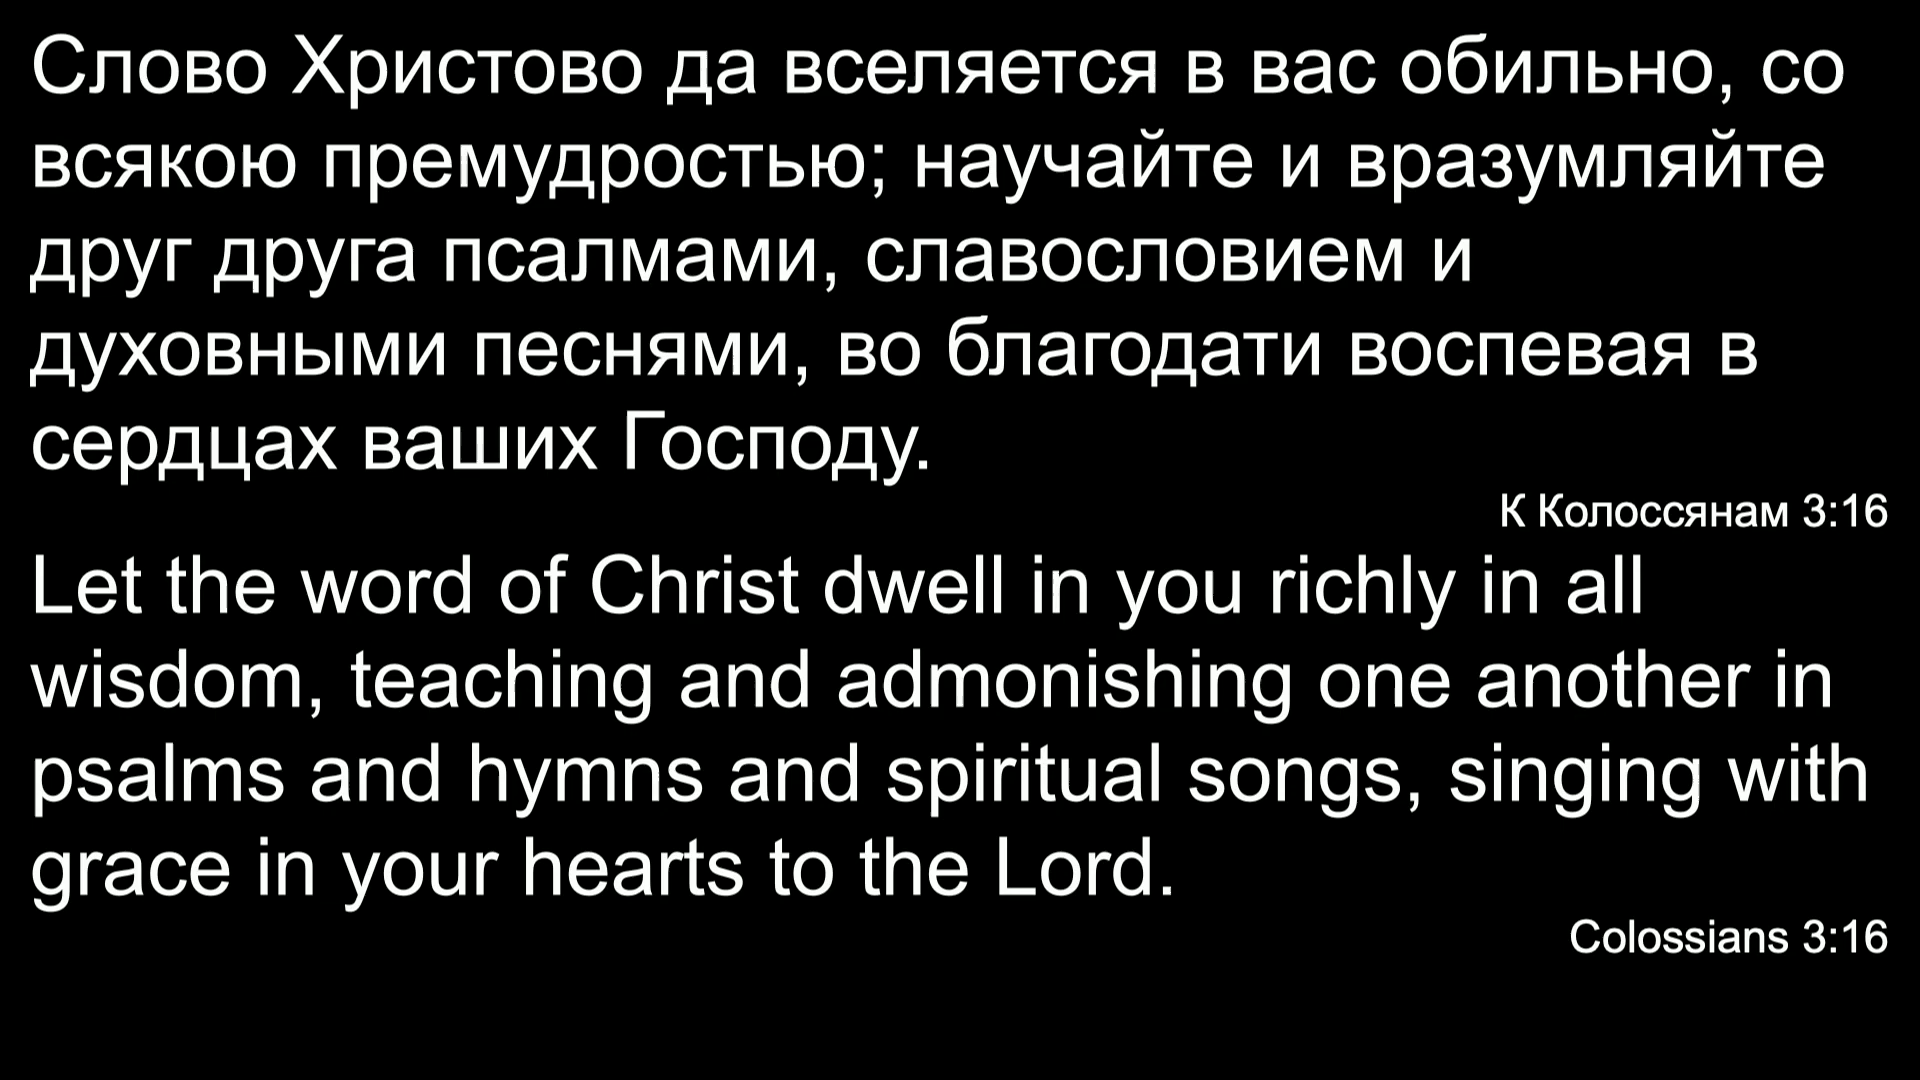 Слово Христово да вселяется в вас обильно, со
всякою премудростью; научайте и вразумляйте
друг друга псалмами, славословием и
духовными песнями, во благодати воспевая в
сердцах ваших Господу.
К Колоссянам 3:16
Let the word of Christ dwell in you richly in all
wisdom, teaching and admonishing one another in
psalms and hymns and spiritual songs, singing with
grace in your hearts to the Lord.
Colossians 3:16